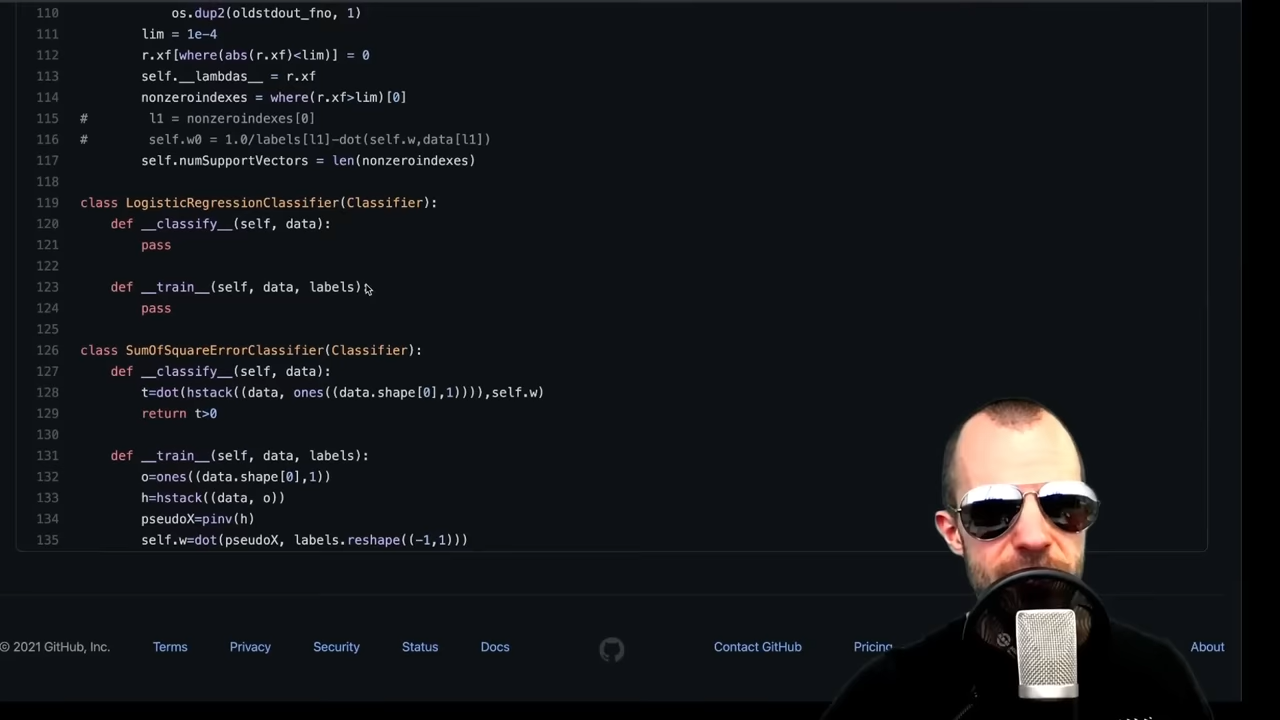 110             os.dup2(oldstdout_fno, 1)
111         lim = 1e-4
112         r.xf[where(abs(r.xf)<lim)] = 0
113         self.__lambdas__ = r.xf
114         nonzeroindexes = where(r.xf>lim)[0]
115 #        l1 = nonzeroindexes[0]
116 #        self.w0 = 1.0/labels[l1]-dot(self.w,data[l1])
117         self.numSupportVectors = len(nonzeroindexes)
118
119 class LogisticRegressionClassifier(Classifier):
120     def __classify__(self, data):
121         pass
122
123     def __train__(self, data, labels):
124         pass
125
126 class SumOfSquareErrorClassifier(Classifier):
127     def __classify__(self, data):
128         t=dot(hstack((data, ones((data.shape[0],1)))),self.w)
129         return t>0
130
131     def __train__(self, data, labels):
132         o=ones((data.shape[0],1))
133         h=hstack((data, o))
134         pseudoX=pinv(h)
135         self.w=dot(pseudoX, labels.reshape((-1,1)))
© 2021 GitHub, Inc. Terms Privacy Security Status Docs Contact GitHub Pricing About